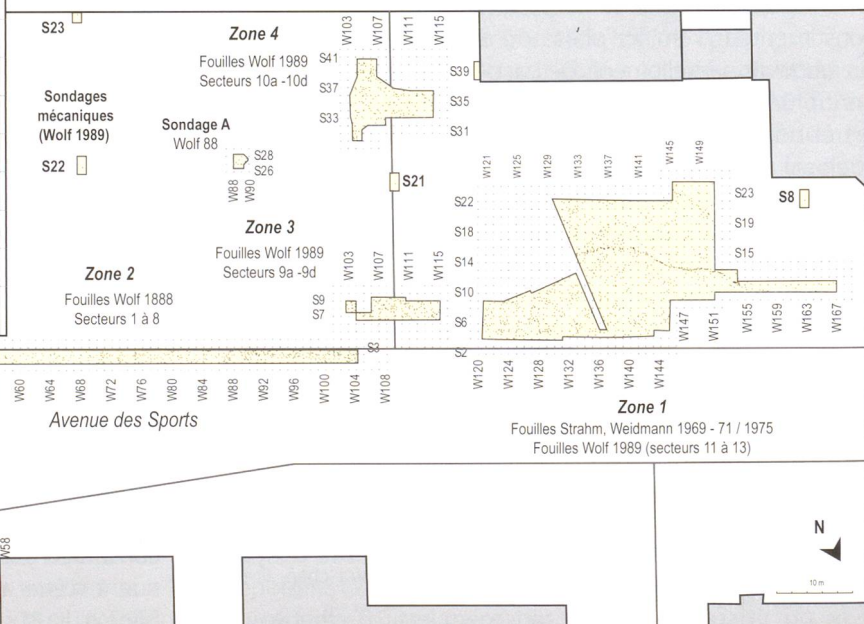 S23
Zone 4
Fouilles Wolf 1989
Secteurs 10a -10d
W103
W107
W111
W115
S41
S37
S33
S39
S35
S31
Sondages
mécaniques
(Wolf 1989)
S22
Sondage A
Wolf 88
S28
S26
W88
W90
S21
W121
W125
W129
W133
W137
W141
W145
W149
S22
S18
S14
S10
S6
S2
S23
S19
S15
S8
Zone 3
Fouilles Wolf 1989
Secteurs 9a -9d
W103
W107
W111
W115
S9
S7
Zone 2
Fouilles Wolf 1888
Secteurs 1 à 8
W147
W151
W155
W159
W163
W167
S3
W60
W64
W68
W72
W76
W80
W84
W88
W92
W96
W100
W104
W108
W120
W124
W128
W132
W136
W140
W144
Avenue des Sports
Zone 1
Fouilles Strahm, Weidmann 1969 - 71 / 1975
Fouilles Wolf 1989 (secteurs 11 à 13)
W58
N
10 m